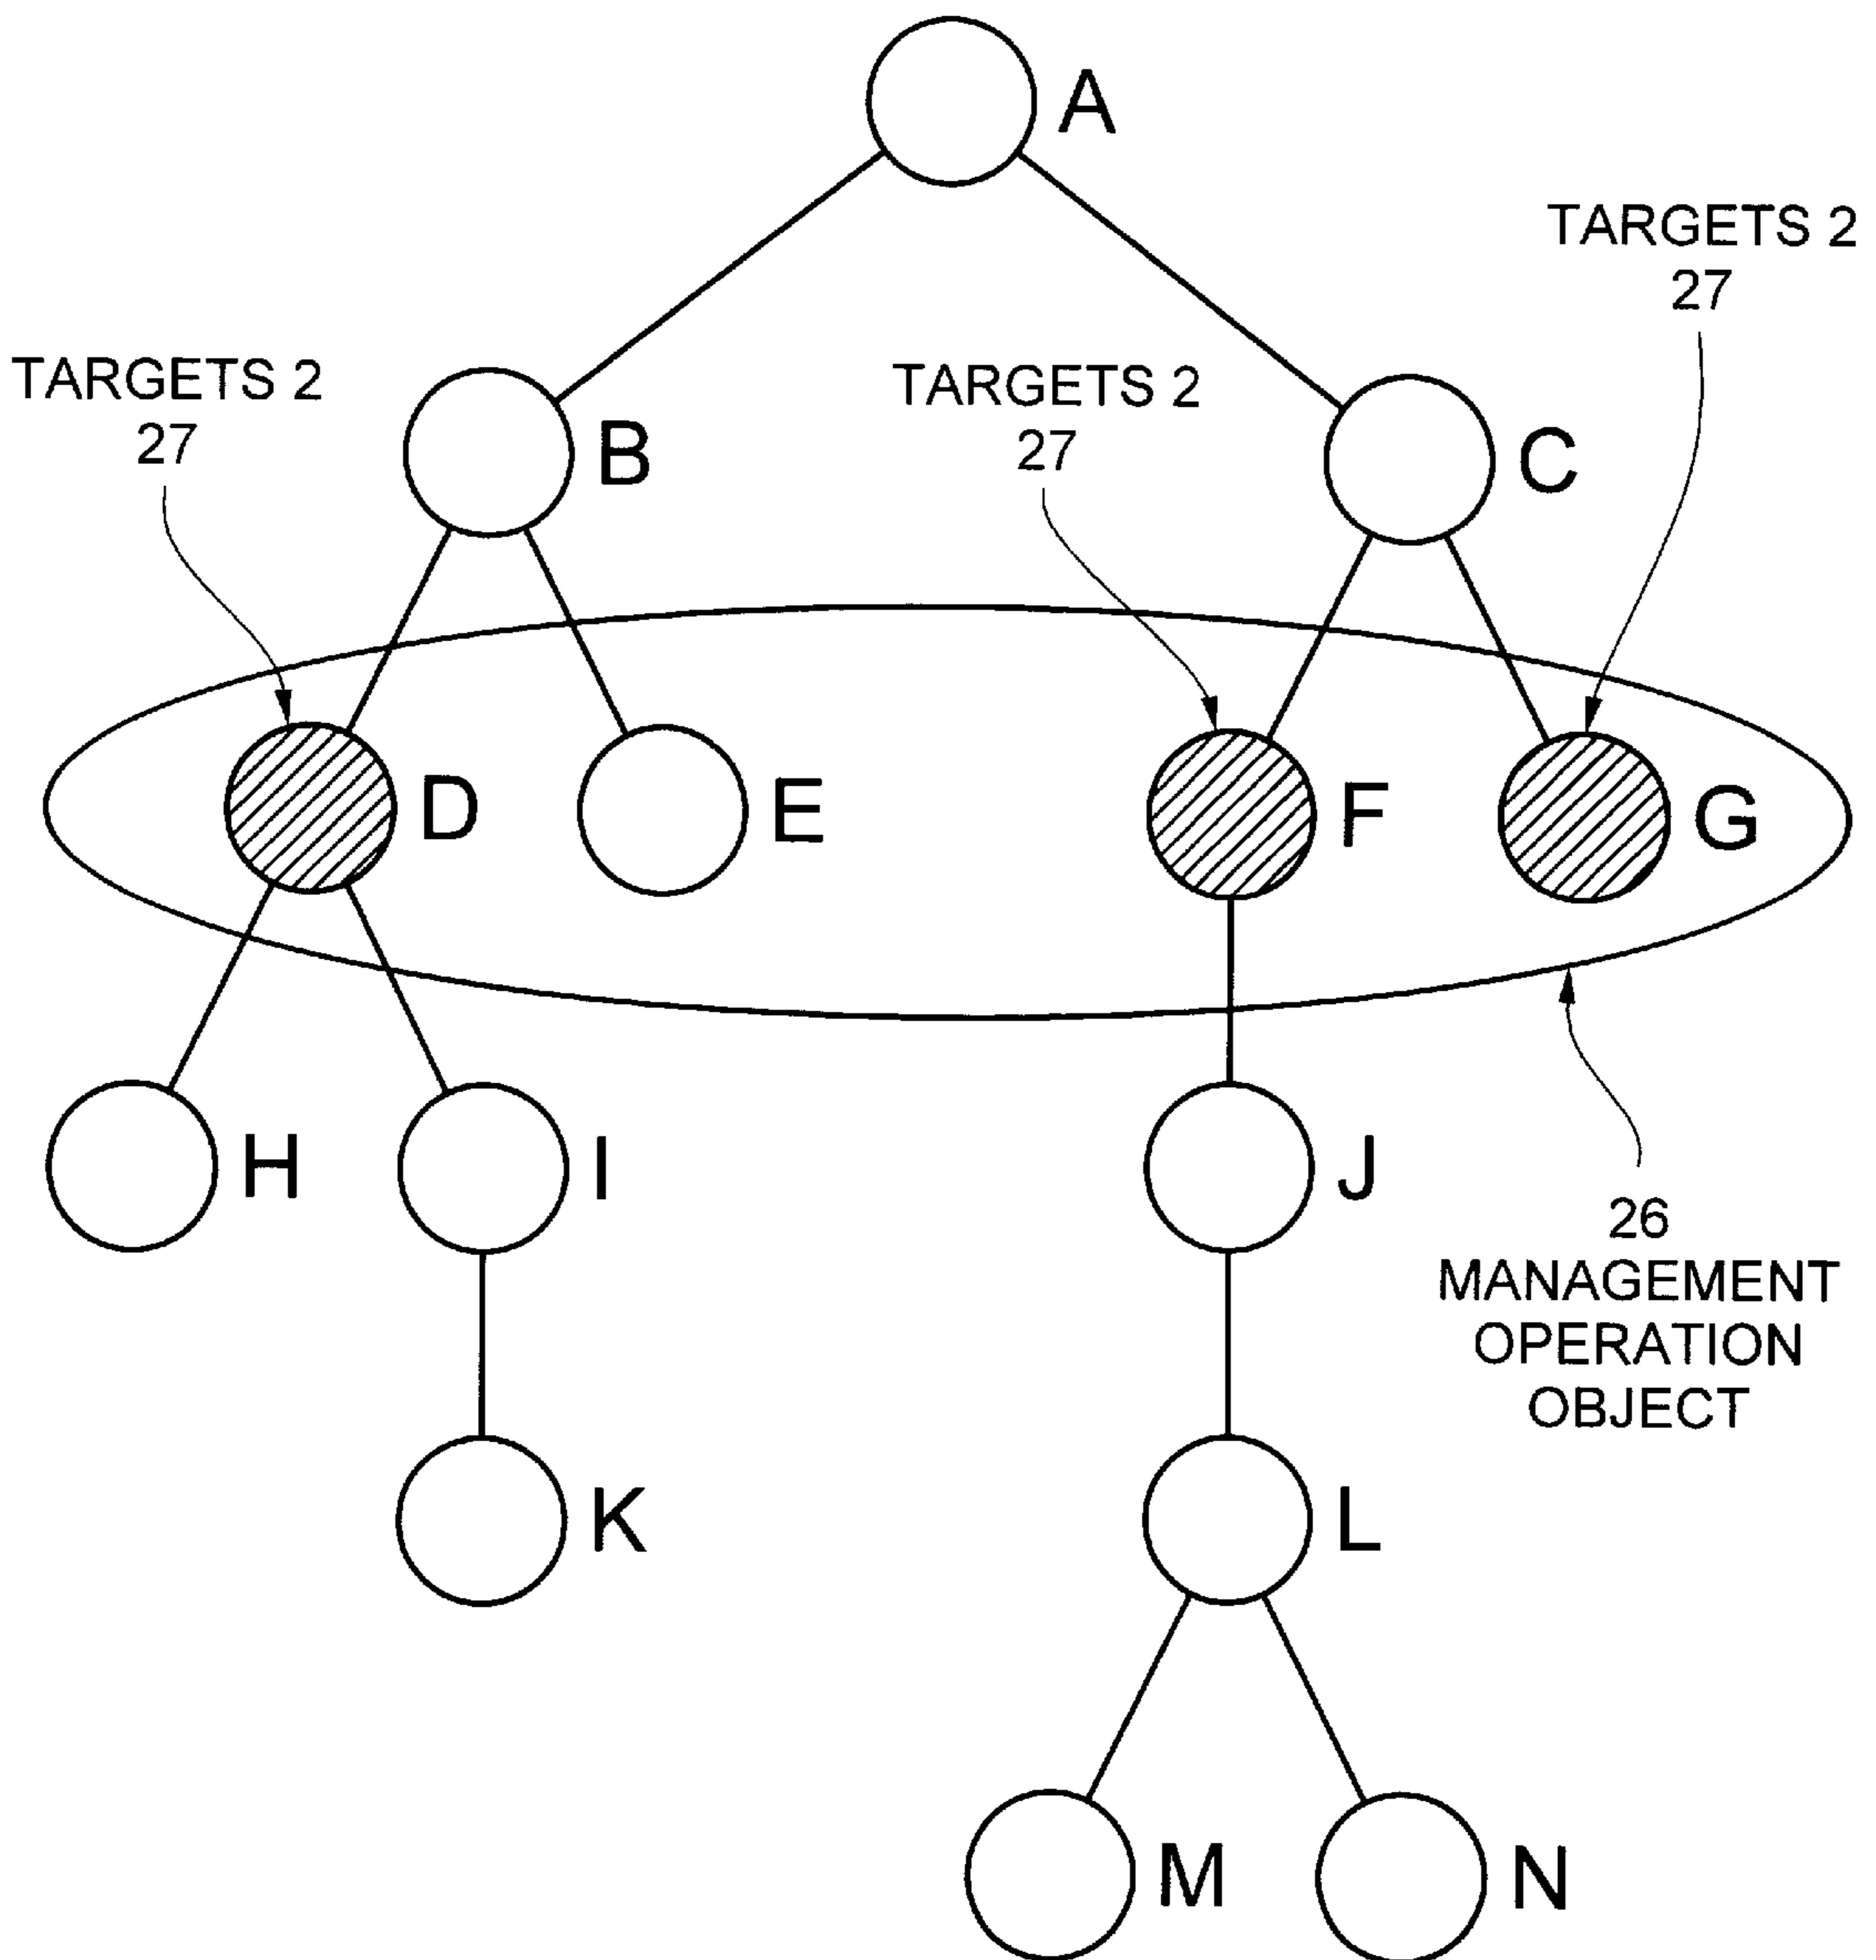 A
TARGETS 2
27
TARGETS 2
27
TARGETS 2
27
B
C
D
E
F
G
H
I
J
26
MANAGEMENT
OPERATION
OBJECT
K
L
M
N